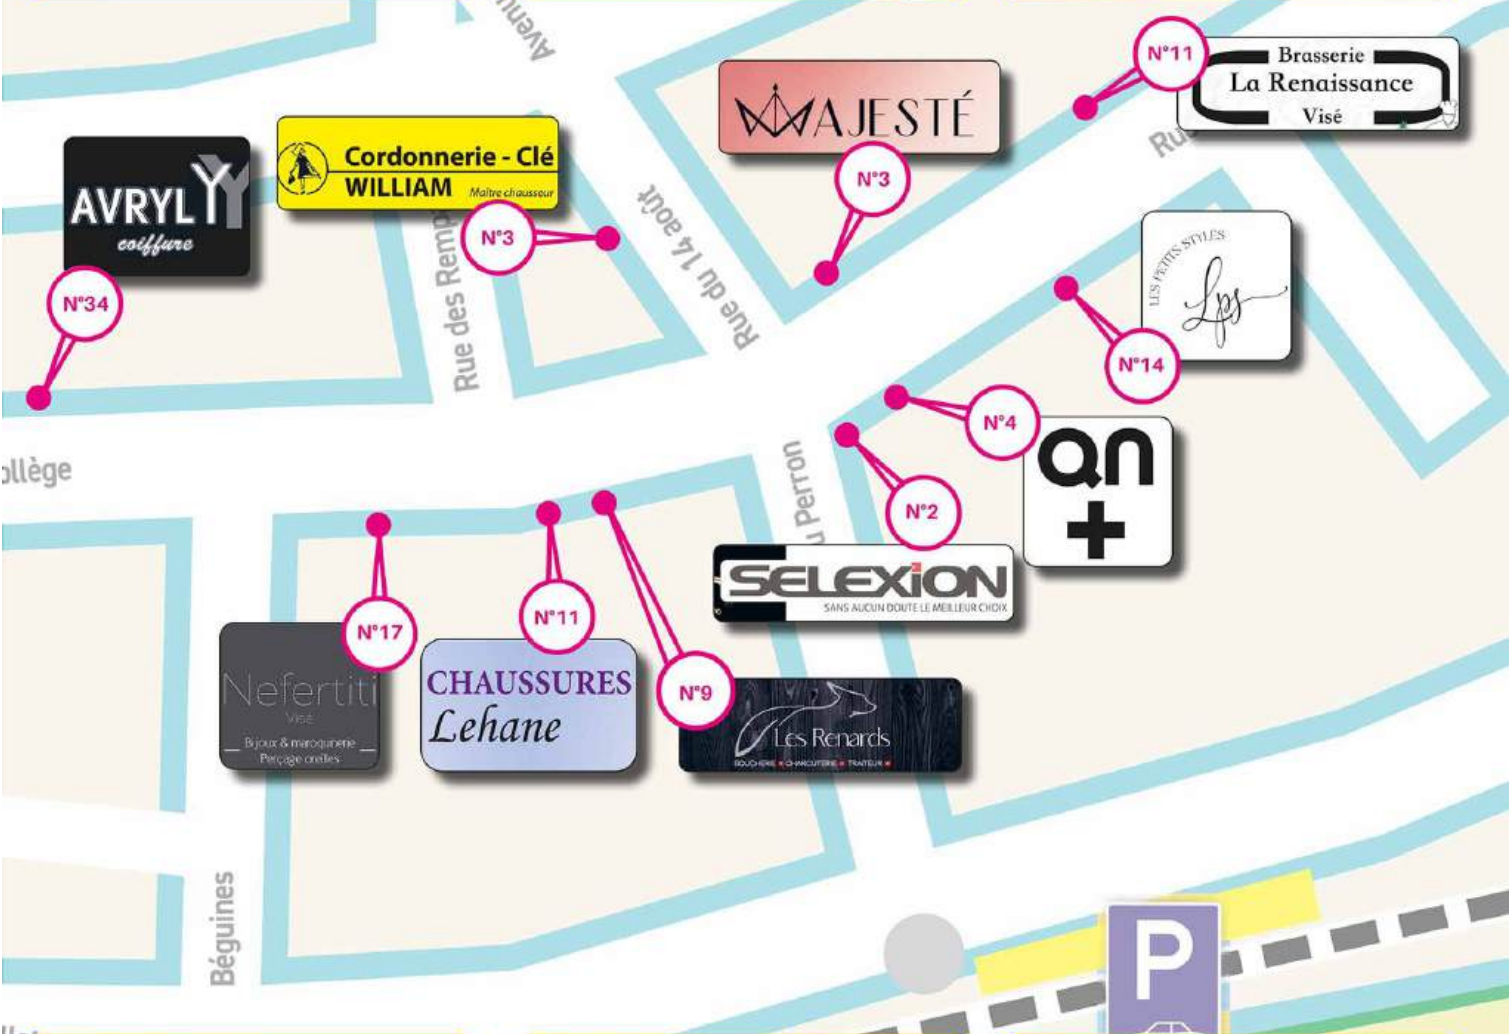 Avenu
N°11
Brasserie
La Renaissance
Visé
Ru
MAJESTÉ
N°3
Cordonnerie - Clé
WILLIAM Maître chausseur
N°3
AVRYL
coiffure
N°34
Rue des Remp
Rue du 14 août
LES PETITS STYLES
Lps
N°14
N°4
an
+
N°2
SELEXION
SANS AUCUN DOUTE LE MEILLEUR CHOIX
ollège
u Perron
N°17
Nefertiti
Visé
Bijoux & maroquinerie
Perçage oreilles
N°11
CHAUSSURES
Lehane
N°9
Les Renards
BOUCHERIE CHARCUTERIE TRAITEUR
Béguines
P